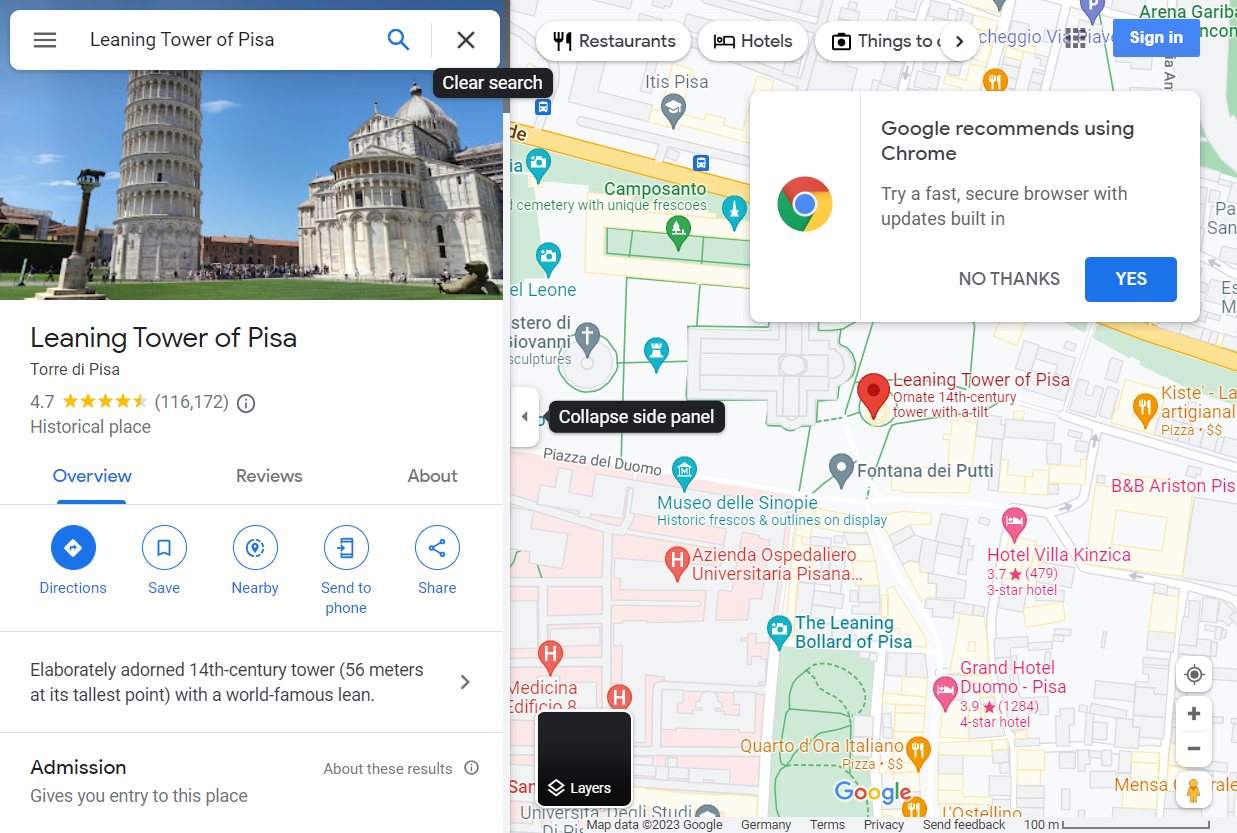 Leaning Tower of Pisa
Clear search
Leaning Tower of Pisa
Torre di Pisa
4.7
(116,172)
Historical place
Overview
Reviews
About
Directions
Save
Nearby
Send to
phone
Share
Elaborately adorned 14th-century tower (56 meters
at its tallest point) with a world-famous lean.
Admission
About these results
Gives you entry to this place
Restaurants
Hotels
Things to
Sign in
Arena Garib
Itis Pisa
Google recommends using
Chrome
Try a fast, secure browser with
updates built in
NO THANKS
YES
Camposanto
cemetery with unique frescoes
el Leone
stero di
Giovanni
sculptures
Collapse side panel
Leaning Tower of Pisa
Ornate 14th-century
tower with a tilt
Kiste' - La
artigianal
Pizza • $$
Piazza del Duomo
Fontana dei Putti
Museo delle Sinopie
Historic frescos & outlines on display
B&B Ariston Pis
Azienda Ospedaliero
Universitaria Pisana...
Hotel Villa Kinzica
3.7 ★ (479)
3-star hotel
The Leaning
Bollard of Pisa
Medicina
Edificio 8
Grand Hotel
Duomo - Pisa
3.9 ★ (1284)
4-star hotel
Quarto d'Ora Italiano
Pizza • $$
Layers
Google
Mensa
L'Ostellino
Università Degli Studi
Di Pis
Map data ©2023 Google
Germany
Terms
Privacy
Send feedback
100 m